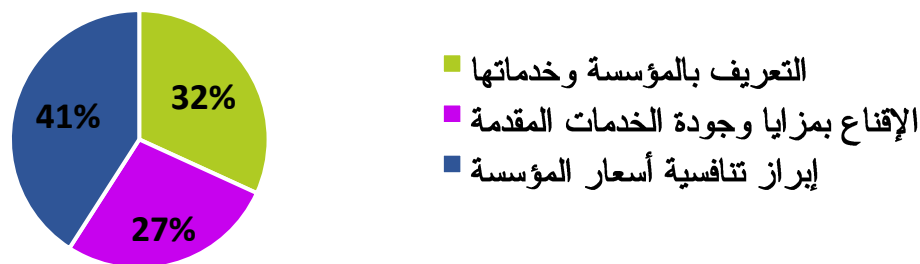 32%
41%
27%
التعريف بالمؤسسة وخدماتها
الإقناع بمزايا وجودة الخدمات المقدمة
إبراز تنافسية أسعار المؤسسة